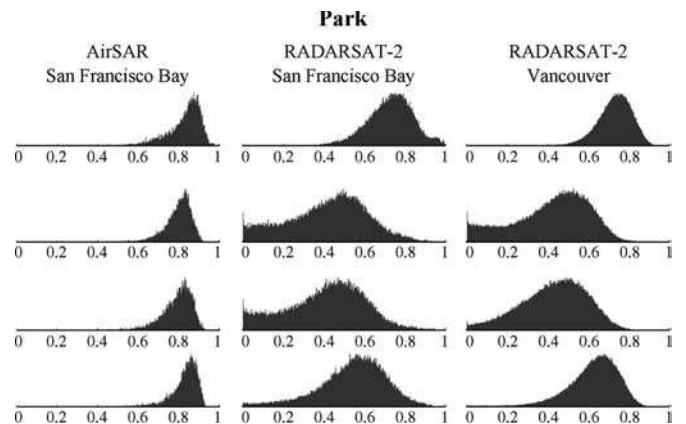 Park
AirSAR RADARSAT-2 RADARSAT-2
San Francisco Bay San Francisco Bay Vancouver
0 0.2 0.4 0.6 0.8 1 0 0.2 0.4 0.6 0.8 1 0 0.2 0.4 0.6 0.8 1
0 0.2 0.4 0.6 0.8 1 0 0.2 0.4 0.6 0.8 1 0 0.2 0.4 0.6 0.8 1
0 0.2 0.4 0.6 0.8 1 0 0.2 0.4 0.6 0.8 1 0 0.2 0.4 0.6 0.8 1
0 0.2 0.4 0.6 0.8 1 0 0.2 0.4 0.6 0.8 1 0 0.2 0.4 0.6 0.8 1